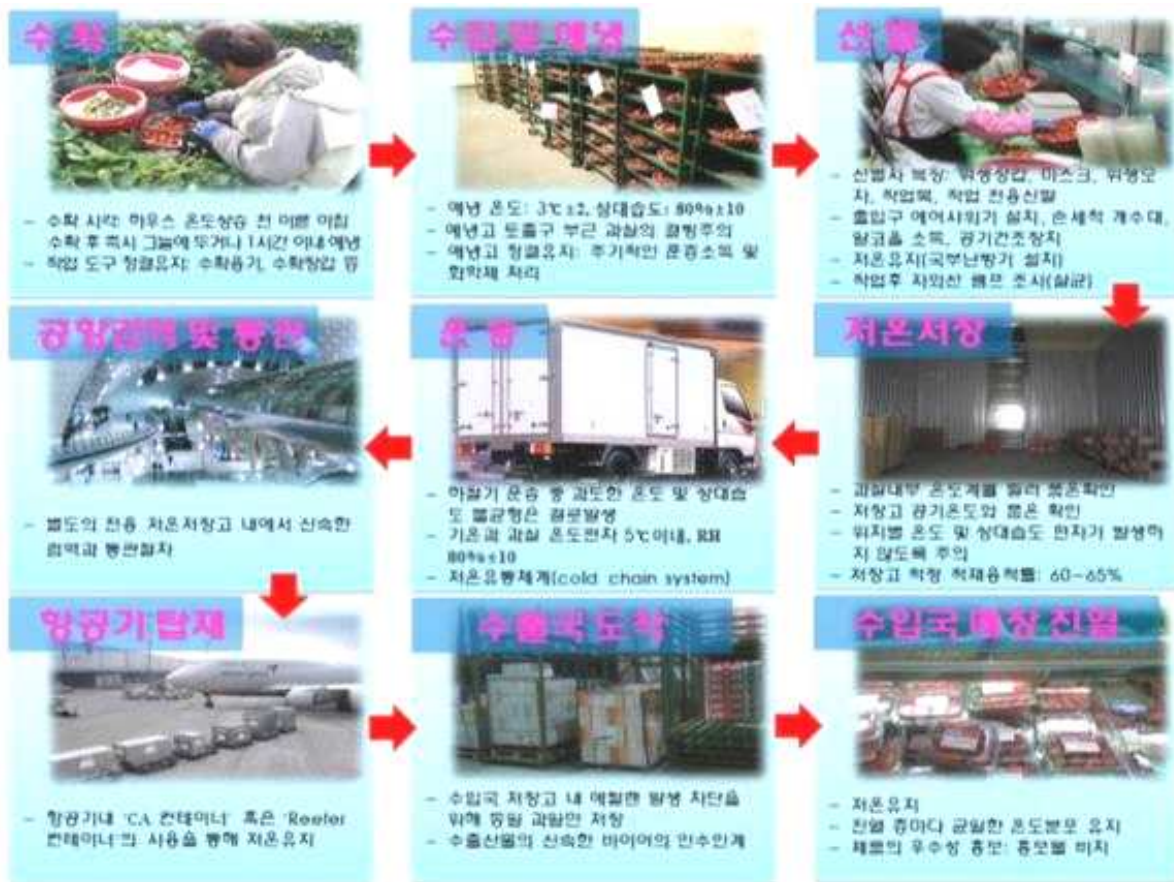 수 확
- 수확 시각: 하우스 온도상승 전 이른 아침
수확 후 즉시 그늘에 두거나 1시간 이내 예냉
- 작업 도구 청결유지: 수확용기, 수확장갑 등
수집 및 예냉
- 예냉 온도: 3℃±2, 상대습도: 80%±10
- 예냉고 토출구 부근 과실의 결빙주의
- 예냉고 청결유지: 주기적인 훈증소독 및
화학제 처리
선 별
- 선별사 복장: 위생장갑, 마스크, 위생모
자, 작업복, 작업 전용신발
- 출입구 에어샤워기 설치, 손세척 개수대,
알코올 소독, 공기건조장치
- 저온유지(국부난방기 설치)
- 작업후 자외선 램프 조사(살균)
저온저장
- 과실내부 온도계를 찔러 품온확인
- 저장고 공기온도와 품온 확인
- 위치별 온도 및 상대습도 편차가 발생하
지 않도록 주의
- 저장고 적정 적재용적률: 60~65%
운 송
- 하절기 운송 중 과도한 온도 및 상대습
도 불균형은 결로발생
- 기온과 과실 온도편차 5℃이내, RH
80%±10
- 저온유통체계(cold chain system)
공항검역 및 통관
- 별도의 전용 저온저장고 내에서 신속한
검역과 통관절차
항공기 탑재
- 항공기내 'CA 컨테이너' 혹은 'Reefer
컨테이너'의 사용을 통해 저온유지
수출국 도착
- 수입국 저장고 내 에틸렌 발생 차단을
위해 동일 과일만 저장
- 수출산물의 신속한 바이어의 인수인계
수입국 매장 진열
- 저온유지
- 진열 층마다 균일한 온도분포 유지
- 제품의 우수성 홍보: 홍보물 비치